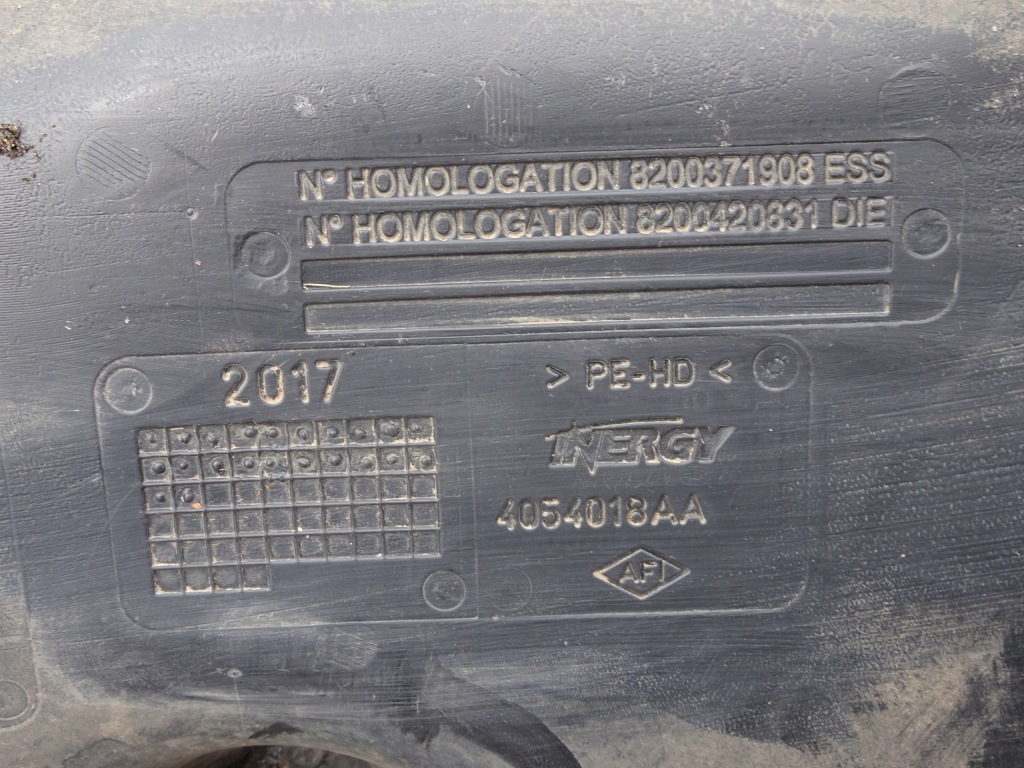 N° HOMOLOGATION 8200371908 ESS
N° HOMOLOGATION 8200420831 DIE
2017
> PE-HD <
INERGY
4054018AA
AFI